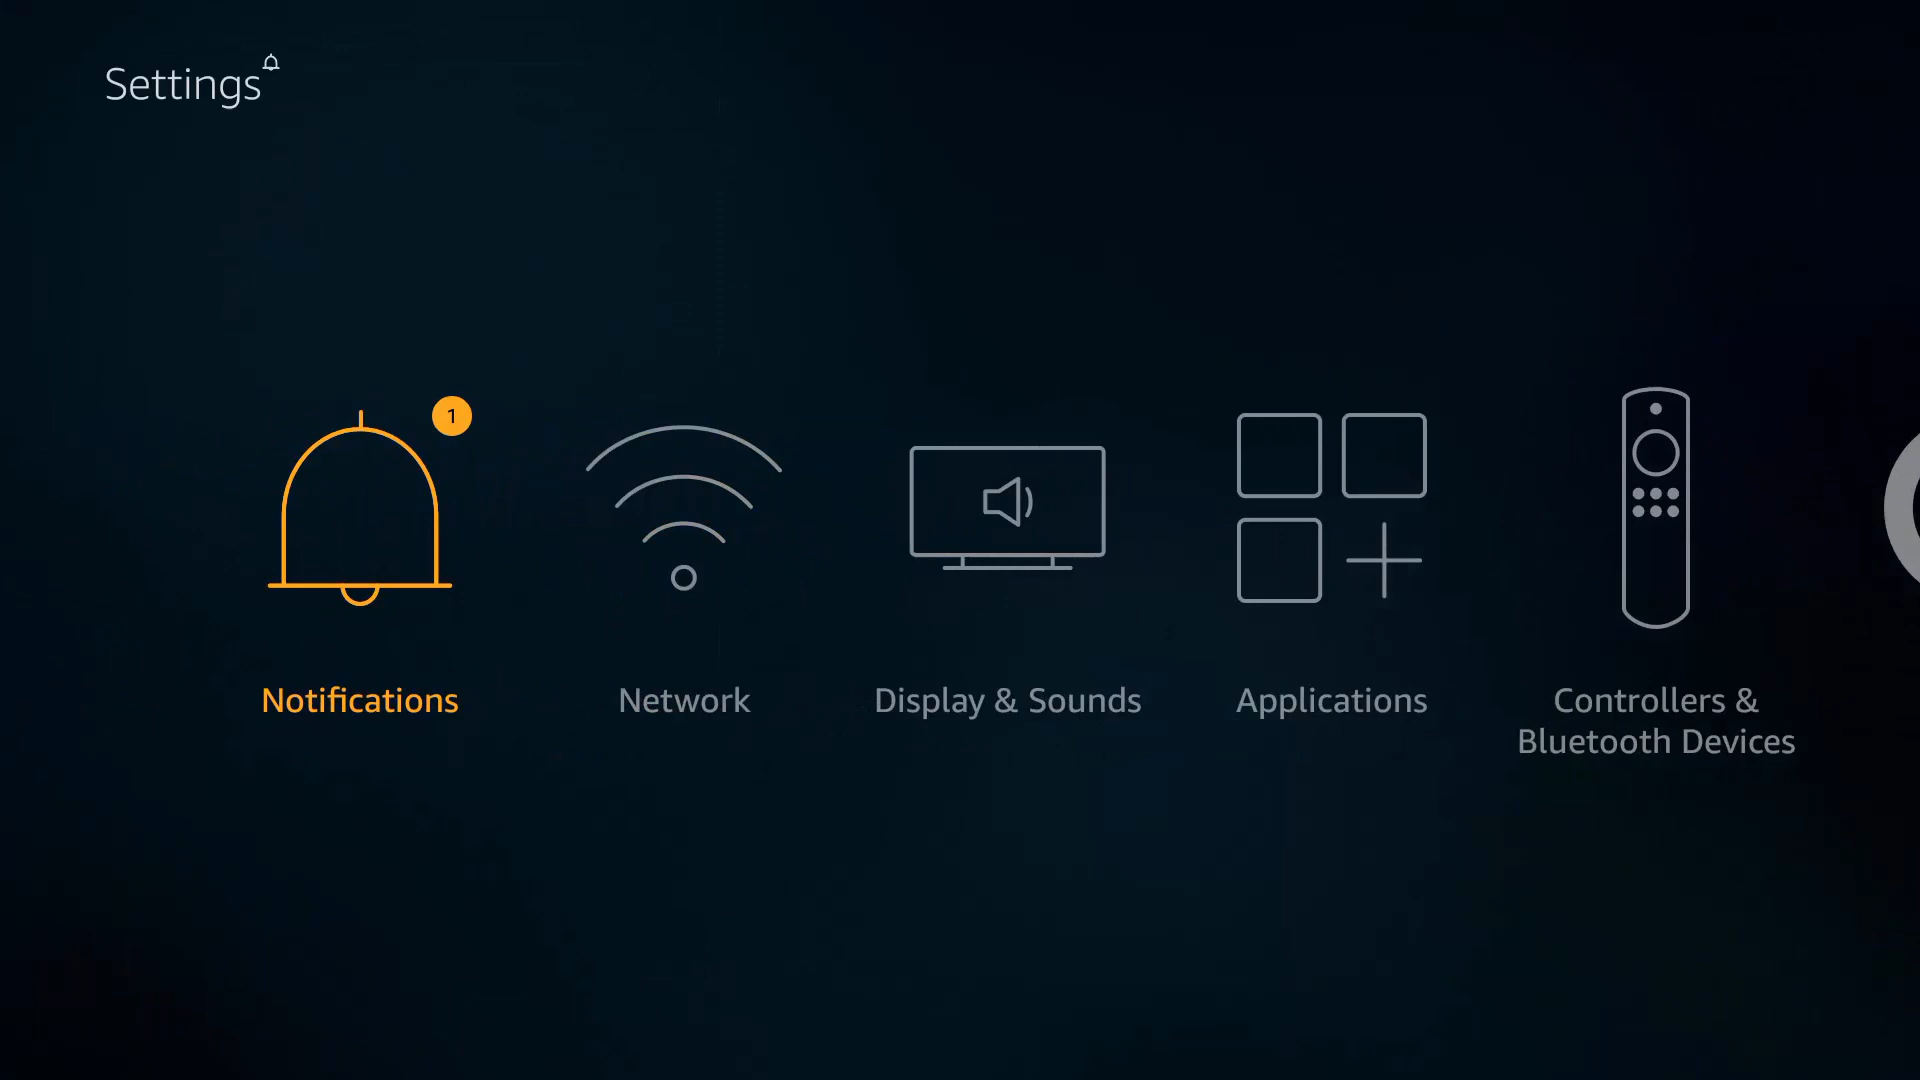 Settings
1
Notifications
Network
Display & Sounds
Applications
Controllers &
Bluetooth Devices